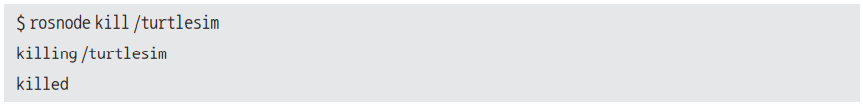 $ rosnode kill /turtlesim
killing /turtlesim
killed